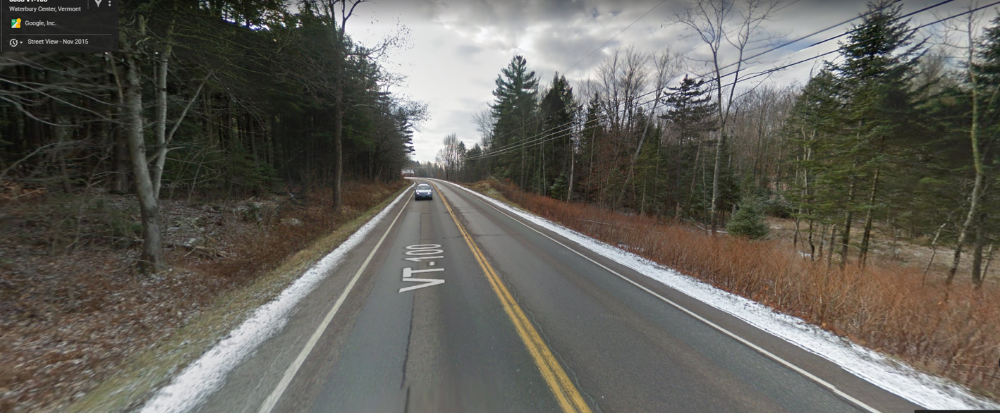 Waterbury Center, Vermont
Google, Inc.
Street View - Nov 2015
VT-100